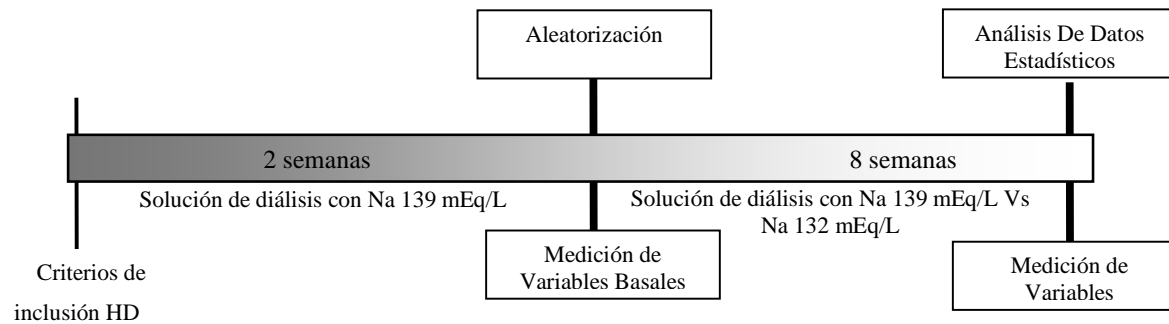 Aleatorización
Análisis De Datos
Estadísticos
2 semanas
8 semanas
Solución de diálisis con Na 139 mEq/L
Solución de diálisis con Na 139 mEq/L Vs
Na 132 mEq/L
Criterios de
inclusión HD
Medición de
Variables Basales
Medición de
Variables